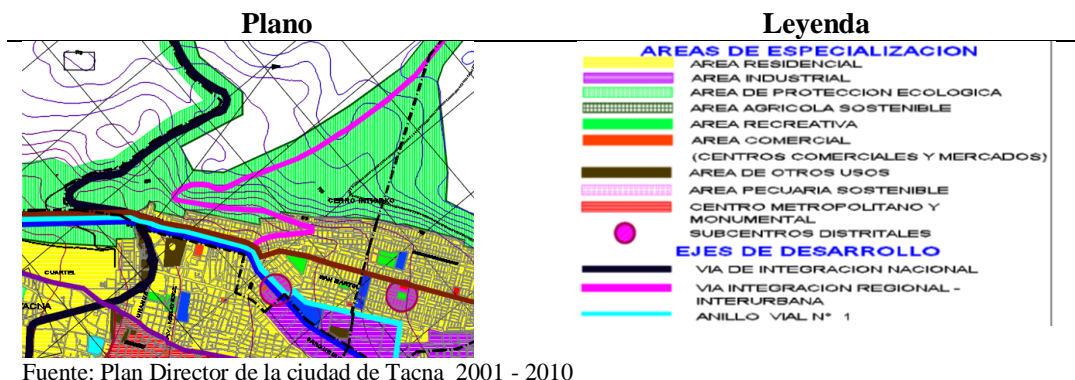 Plano
Leyenda
CERRO INTIORKO
CUARTEL
TACNA
AREAS DE ESPECIALIZACION
AREA RESIDENCIAL
AREA INDUSTRIAL
AREA DE PROTECCION ECOLOGICA
AREA AGRICOLA SOSTENIBLE
AREA RECREATIVA
AREA COMERCIAL
(CENTROS COMERCIALES Y MERCADOS)
AREA DE OTROS USOS
AREA PECUARIA SOSTENIBLE
CENTRO METROPOLITANO Y
MONUMENTAL
SUBCENTROS DISTRITALES
EJES DE DESARROLLO
VIA DE INTEGRACION NACIONAL
VIA INTEGRACION REGIONAL -
INTERURBANA
ANILLO VIAL N° 1
Fuente: Plan Director de la ciudad de Tacna 2001 - 2010